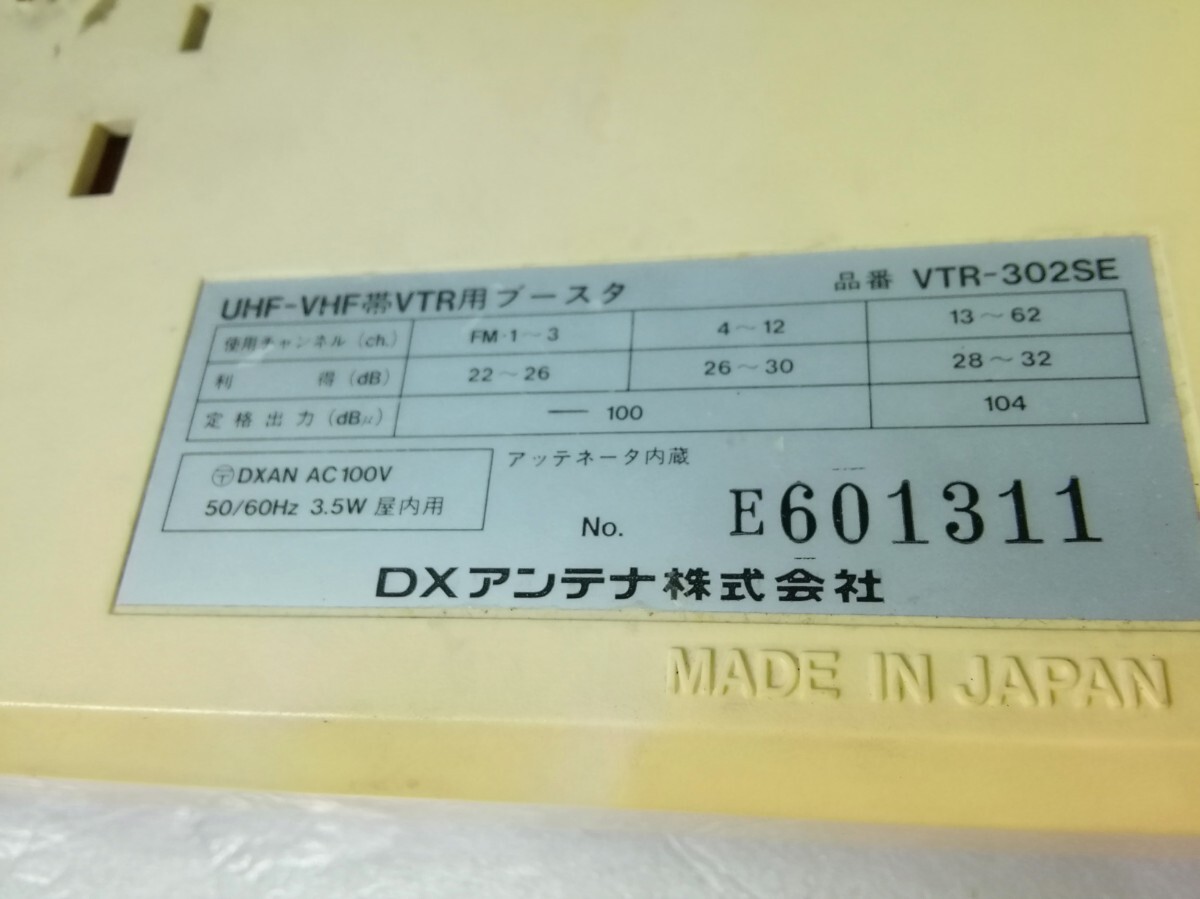 UHF-VHF帯VTR用ブースタ 品番 VTR-302SE
使用チャンネル(ch.) FM・1〜3 4〜12 13〜62
利得(dB) 22〜26 26〜30 28〜32
定格出力(dBμ) — 100 104
〒 DXAN AC100V
50/60Hz 3.5W 屋内用
アッテネータ内蔵
No. E601311
DXアンテナ株式会社
MADE IN JAPAN